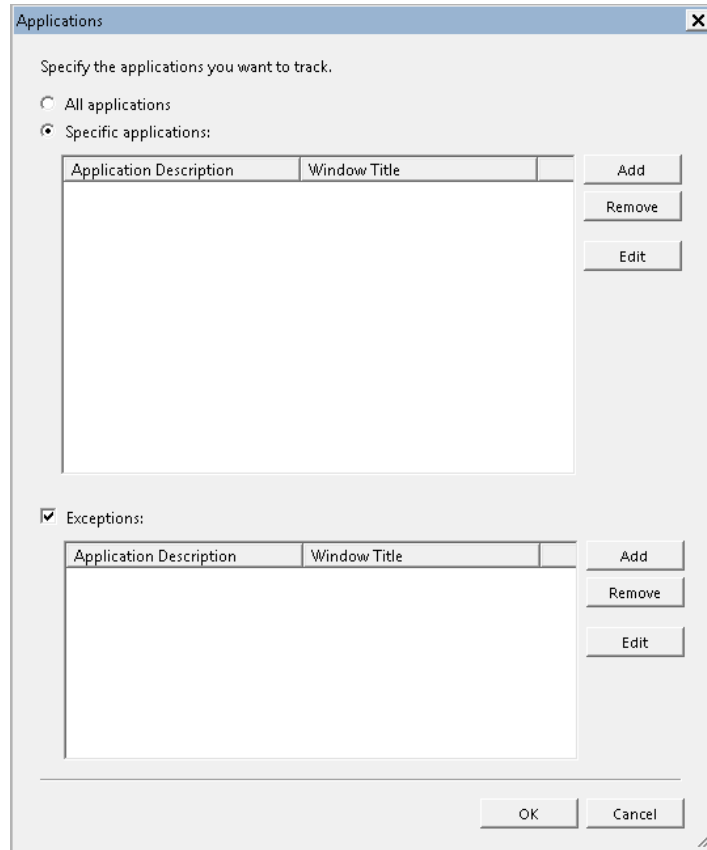 Applications
Specify the applications you want to track.
All applications
Specific applications:
Application Description Window Title
Add
Remove
Edit
Exceptions:
Application Description Window Title
Add
Remove
Edit
OK Cancel